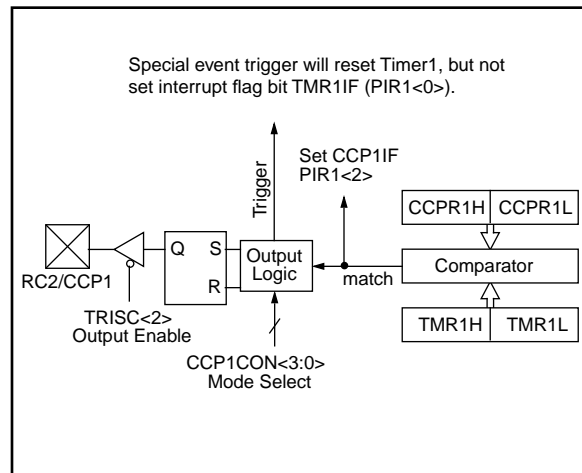 Special event trigger will reset Timer1, but not
set interrupt flag bit TMR1IF (PIR1<0>).
Trigger
Set CCP1IF
PIR1<2>
CCPR1H CCPR1L
Q S
R
Output
Logic
match
Comparator
RC2/CCP1
TRISC<2>
Output Enable
TMR1H TMR1L
CCP1CON<3:0>
Mode Select